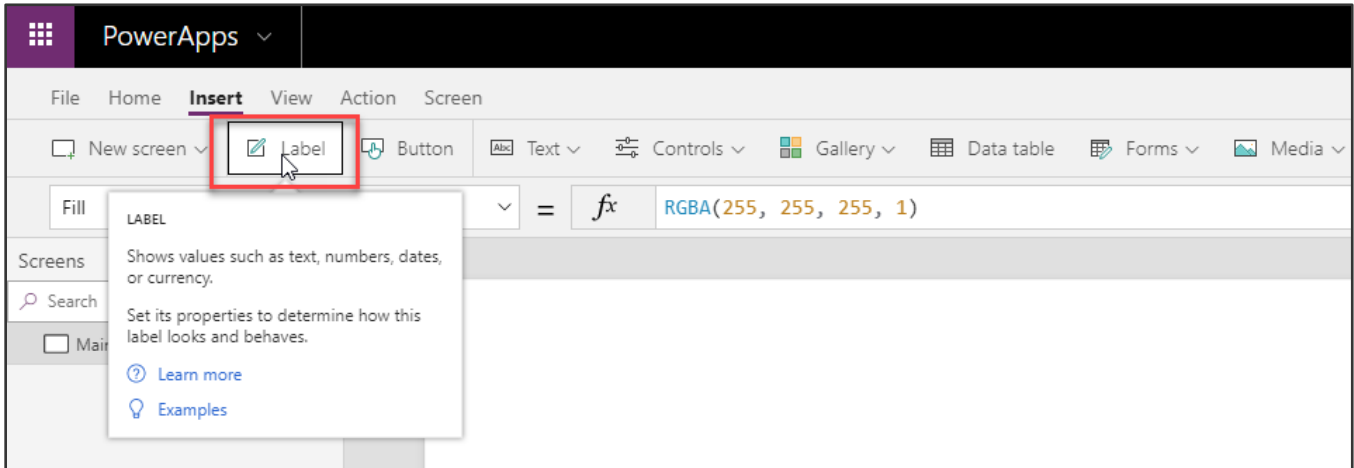 PowerApps
File Home Insert View Action Screen
New screen Label Button Abc Text Controls Gallery Data table Forms Media
Fill = fx RGBA(255, 255, 255, 1)
LABEL
Shows values such as text, numbers, dates,
or currency.
Set its properties to determine how this
label looks and behaves.
? Learn more
Examples
Screens
Search